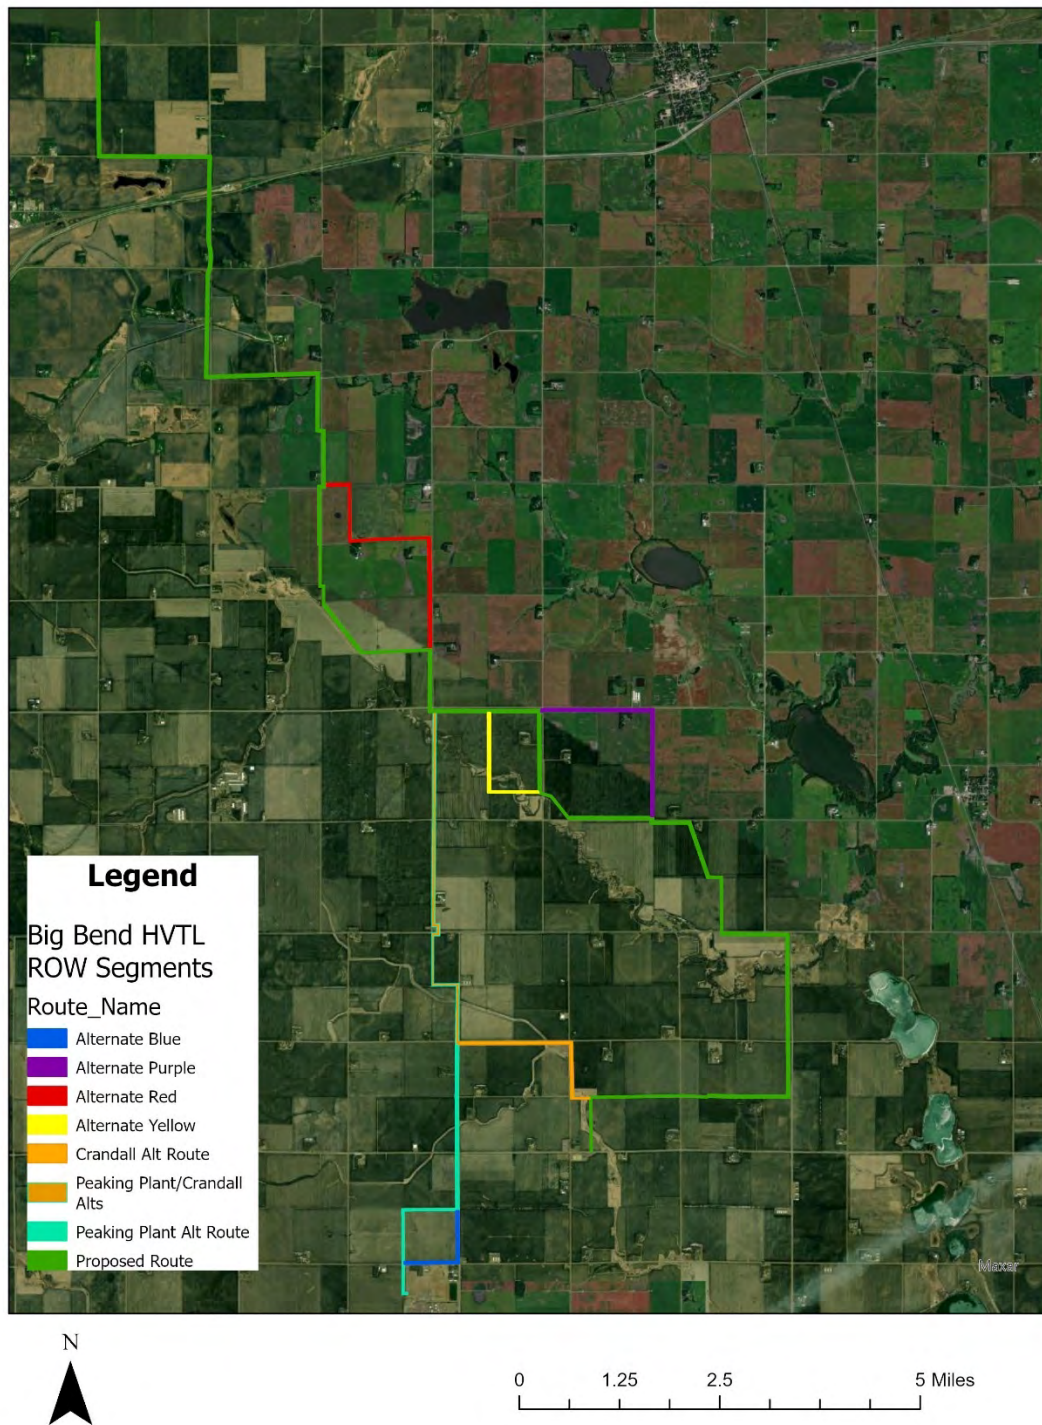 Maxar
Legend
Big Bend HVTL
ROW Segments
Route_Name
Alternate Blue
Alternate Purple
Alternate Red
Alternate Yellow
Crandall Alt Route
Peaking Plant/Crandall
Alts
Peaking Plant Alt Route
Proposed Route
N
0 1.25 2.5 5 Miles